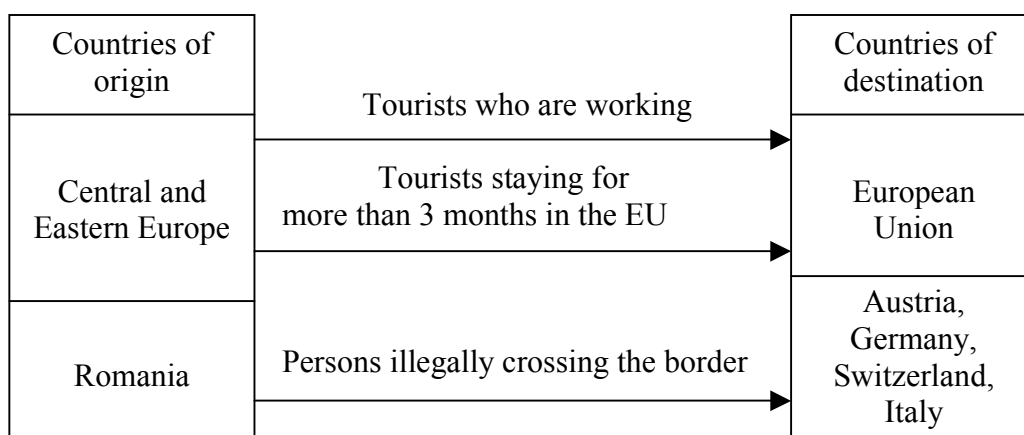 Countries of
origin
Countries of
destination
Tourists who are working
Central and
Eastern Europe
Tourists staying for
more than 3 months in the EU
European
Union
Romania
Persons illegally crossing the border
Austria,
Germany,
Switzerland,
Italy